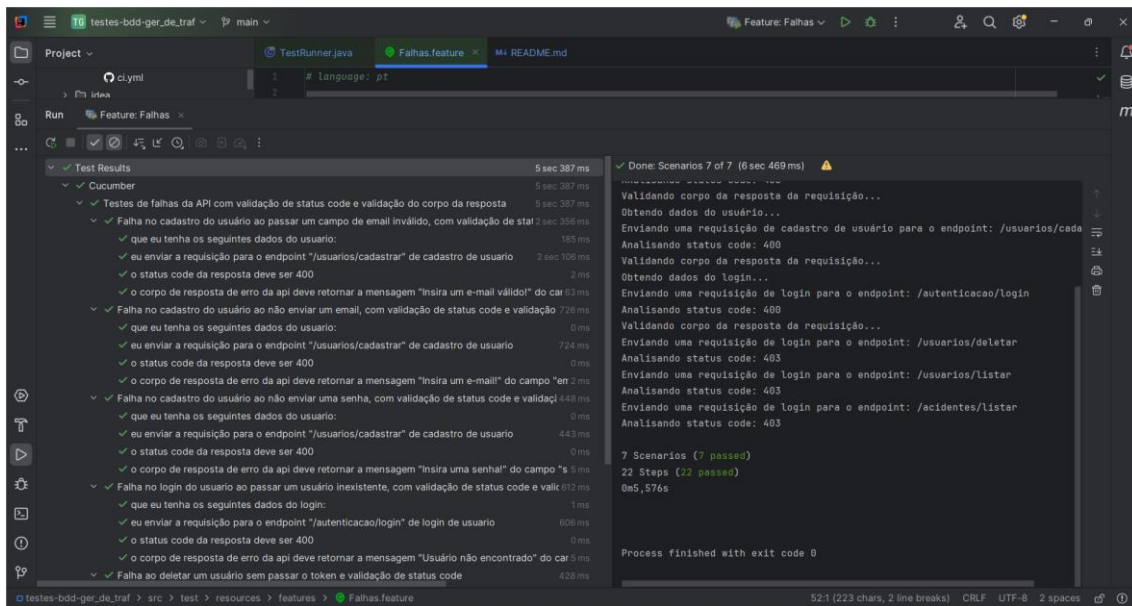 TG testes-bdd-ger_de_traf main Feature: Falhas
Project
TestRunner.java Falhas.feature README.md
ci.yml
idea
1 # language: pt
2
Run Feature: Falhas
Test Results 5 sec 387 ms
Cucumber 5 sec 387 ms
Testes de falhas da API com validação de status code e validação do corpo da resposta 5 sec 387 ms
Falha no cadastro do usuário ao passar um campo de email inválido, com validação de stat 2 sec 356 ms
que eu tenha os seguintes dados do usuario: 185 ms
eu enviar a requisição para o endpoint "/usuarios/cadastrar" de cadastro de usuario 2 sec 106 ms
o status code da resposta deve ser 400 2 ms
o corpo de resposta de erro da api deve retornar a mensagem "Insira um e-mail válido!" do car 63 ms
Falha no cadastro do usuário ao não enviar um email, com validação de status code e validação 726 ms
que eu tenha os seguintes dados do usuario: 0 ms
eu enviar a requisição para o endpoint "/usuarios/cadastrar" de cadastro de usuario 724 ms
o status code da resposta deve ser 400 0 ms
o corpo de resposta de erro da api deve retornar a mensagem "Insira um e-mail!" do campo "em 2 ms
Falha no cadastro do usuário ao não enviar uma senha, com validação de status code e validaçã 448 ms
que eu tenha os seguintes dados do usuario: 0 ms
eu enviar a requisição para o endpoint "/usuarios/cadastrar" de cadastro de usuario 443 ms
o status code da resposta deve ser 400 0 ms
o corpo de resposta de erro da api deve retornar a mensagem "Insira uma senha!" do campo "s 5 ms
Falha no login do usuario ao passar um usuário inexistente, com validação de status code e valid 612 ms
que eu tenha os seguintes dados do login: 1 ms
eu enviar a requisição para o endpoint "/autenticacao/login" de login de usuario 606 ms
o status code da resposta deve ser 400 0 ms
o corpo de resposta de erro da api deve retornar a mensagem "Usuário não encontrado" do car 5 ms
Falha ao deletar um usuário sem passar o token e validação de status code 428 ms
Done: Scenarios 7 of 7 (6 sec 469 ms)
Analisando status code: 400
Validando corpo da resposta da requisição...
Obtendo dados do usuário...
Enviando uma requisição de cadastro de usuário para o endpoint: /usuarios/cada
Analisando status code: 400
Validando corpo da resposta da requisição...
Obtendo dados do login...
Enviando uma requisição de login para o endpoint: /autenticacao/login
Analisando status code: 400
Validando corpo da resposta da requisição...
Enviando uma requisição de login para o endpoint: /usuarios/deletar
Analisando status code: 403
Enviando uma requisição de login para o endpoint: /usuarios/listar
Analisando status code: 403
Enviando uma requisição de login para o endpoint: /acidentes/listar
Analisando status code: 403
7 Scenarios (7 passed)
22 Steps (22 passed)
0m5,576s
Process finished with exit code 0
testes-bdd-ger_de_traf > src > test > resources > features > Falhas.feature
52:1 (223 chars, 2 line breaks) CRLF UTF-8 2 spaces